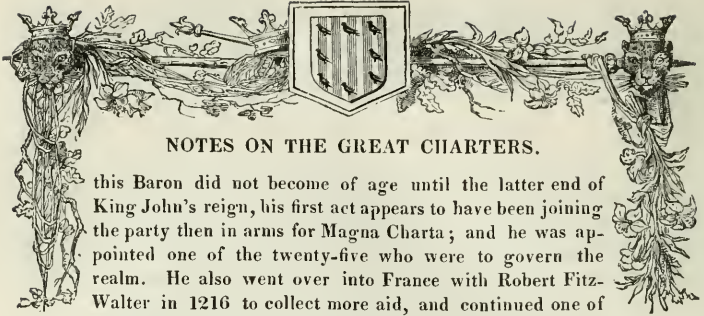 NOTES ON THE GREAT CHARTERS.
this Baron did not become of age until the latter end of
King John's reign, his first act appears to have been joining
the party then in arms for Magna Charta; and he was ap-
pointed one of the twenty-five who were to govern the
realm. He also went over into France with Robert Fitz-
Walter in 1216 to collect more aid, and continued one of